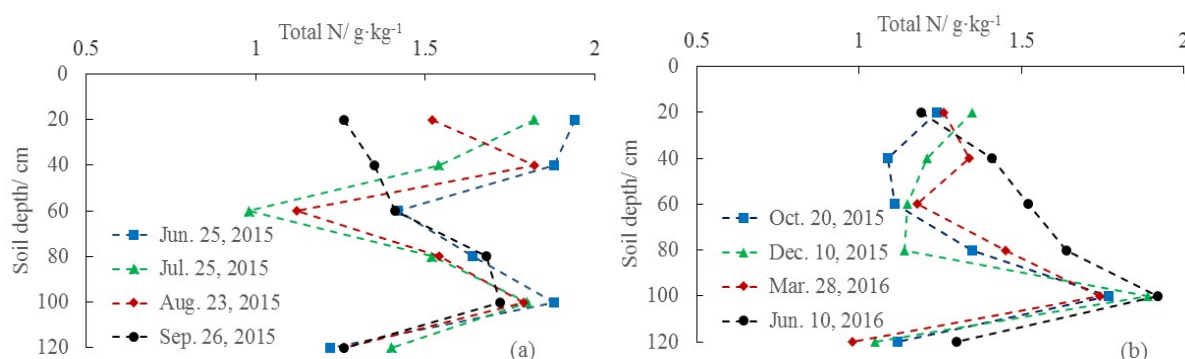 Total N/ g·kg-1
0.5 1 1.5 2
0
20
40
60
80
100
120
Soil depth/ cm
Jun. 25, 2015
Jul. 25, 2015
Aug. 23, 2015
Sep. 26, 2015
(a)
Total N/ g·kg-1
0.5 1 1.5 2
0
20
40
60
80
100
120
Soil depth/ cm
Oct. 20, 2015
Dec. 10, 2015
Mar. 28, 2016
Jun. 10, 2016
(b)